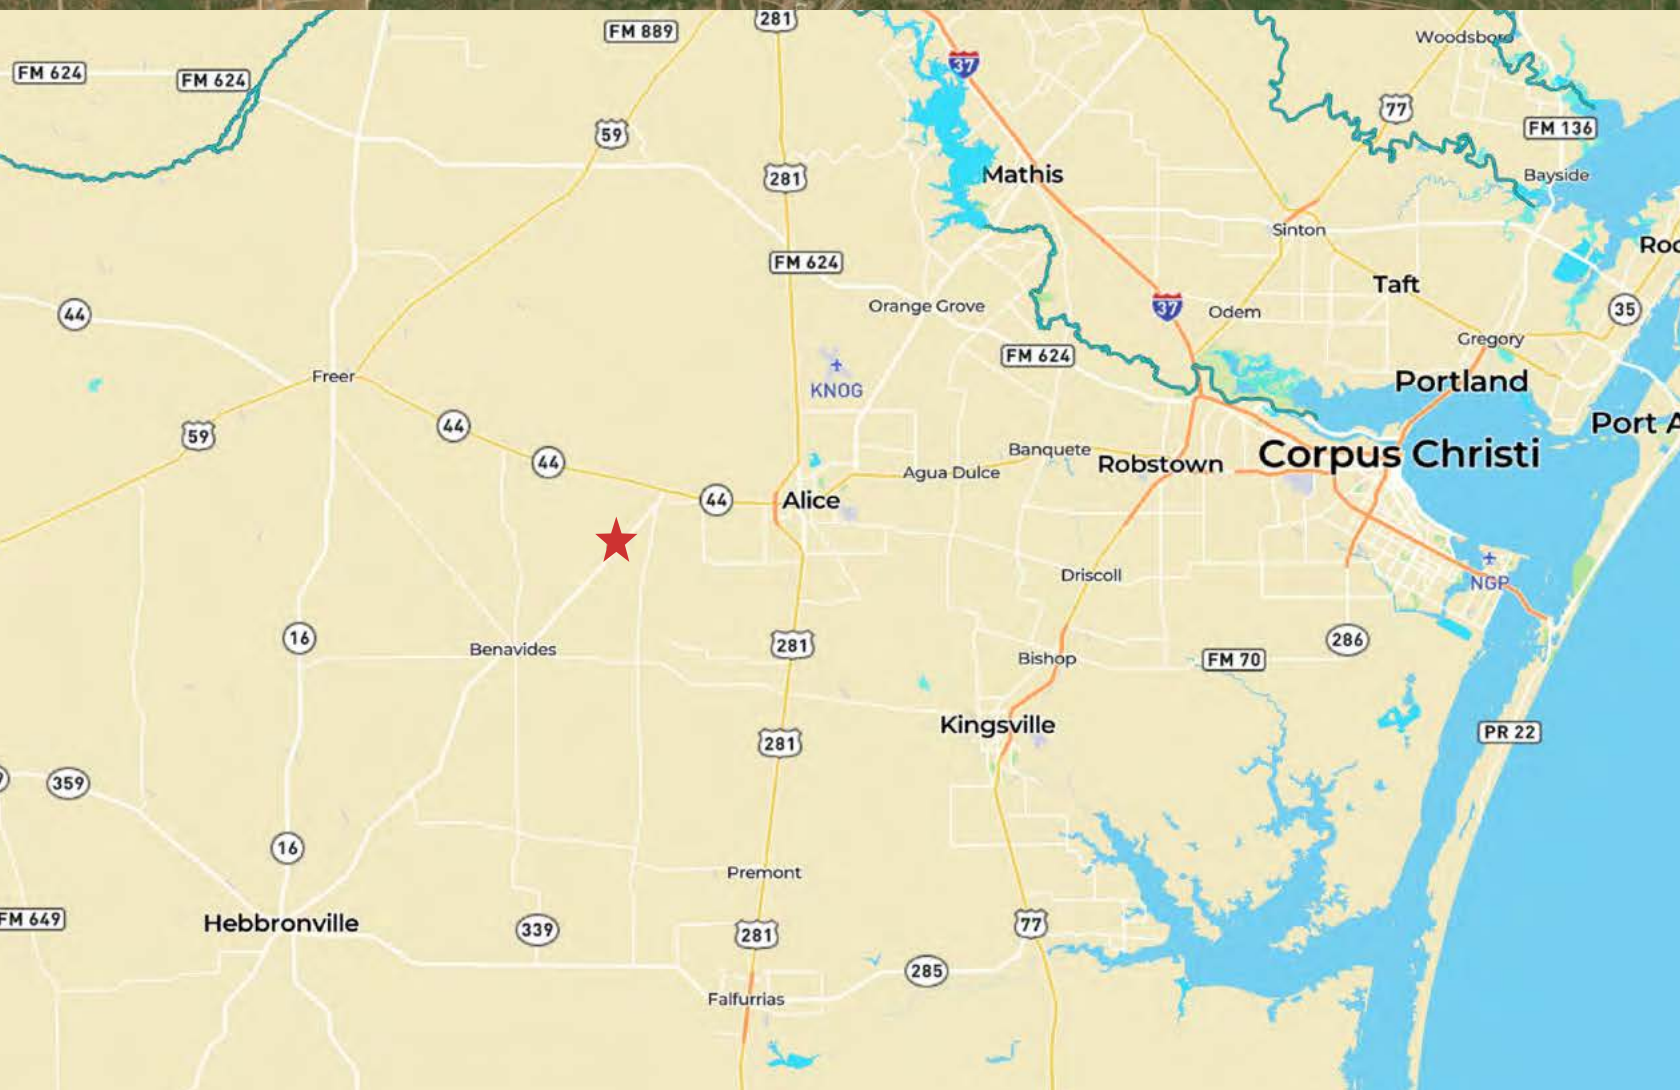 281
FM 889
Woodsboro
37
FM 624
FM 624
77
59
FM 136
Mathis
Bayside
281
Sinton
Roc
FM 624
Taft
Orange Grove
37
Odem
35
44
Gregory
FM 624
Freer
KNOG
Portland
Port A
44
59
Banquete
Corpus Christi
44
Robstown
Agua Dulce
44
Alice
NGP
Driscoll
16
286
281
Benavides
Bishop
FM 70
Kingsville
PR 22
281
359
16
Premont
FM 649
Hebbronville
339
281
77
285
Falfurrias